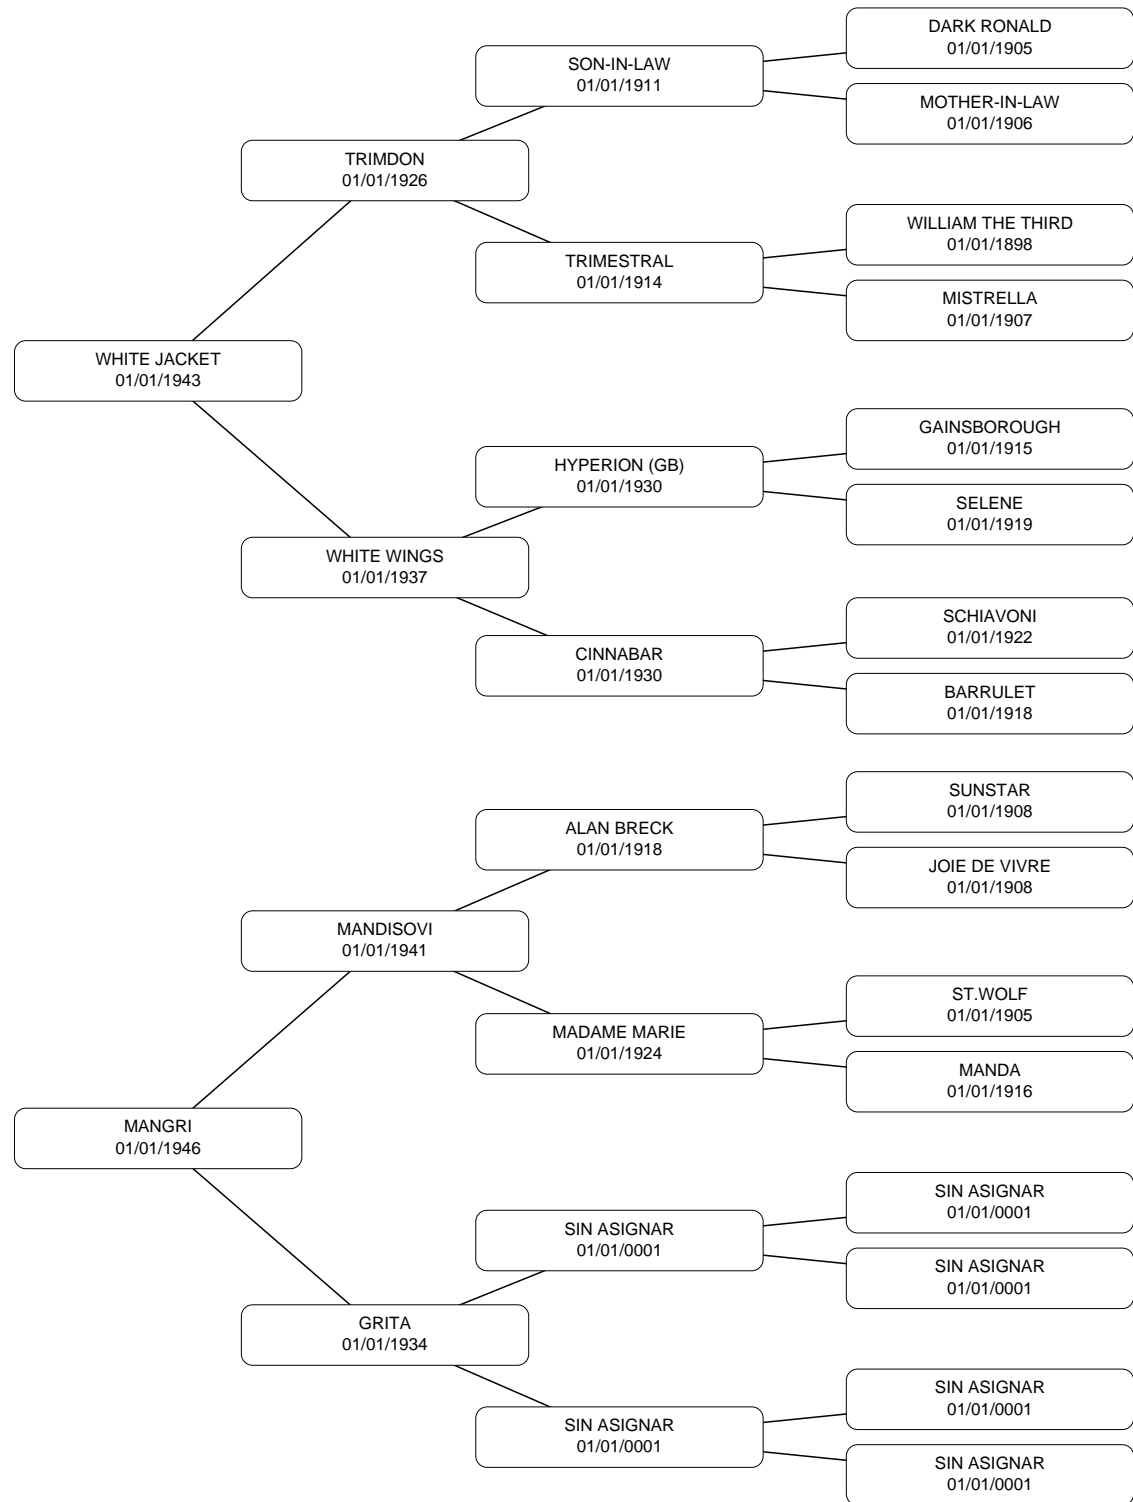 DARK RONALD
01/01/1905
SON-IN-LAW
01/01/1911
MOTHER-IN-LAW
01/01/1906
TRIMDON
01/01/1926
WILLIAM THE THIRD
01/01/1898
TRIMESTRAL
01/01/1914
MISTRELLA
01/01/1907
WHITE JACKET
01/01/1943
GAINSBOROUGH
01/01/1915
HYPERION (GB)
01/01/1930
SELENE
01/01/1919
WHITE WINGS
01/01/1937
SCHIAVONI
01/01/1922
CINNABAR
01/01/1930
BARRULET
01/01/1918
SUNSTAR
01/01/1908
ALAN BRECK
01/01/1918
JOIE DE VIVRE
01/01/1908
MANDISOVI
01/01/1941
ST.WOLF
01/01/1905
MADAME MARIE
01/01/1924
MANDA
01/01/1916
MANGRI
01/01/1946
SIN ASIGNAR
01/01/0001
SIN ASIGNAR
01/01/0001
SIN ASIGNAR
01/01/0001
GRITA
01/01/1934
SIN ASIGNAR
01/01/0001
SIN ASIGNAR
01/01/0001
SIN ASIGNAR
01/01/0001